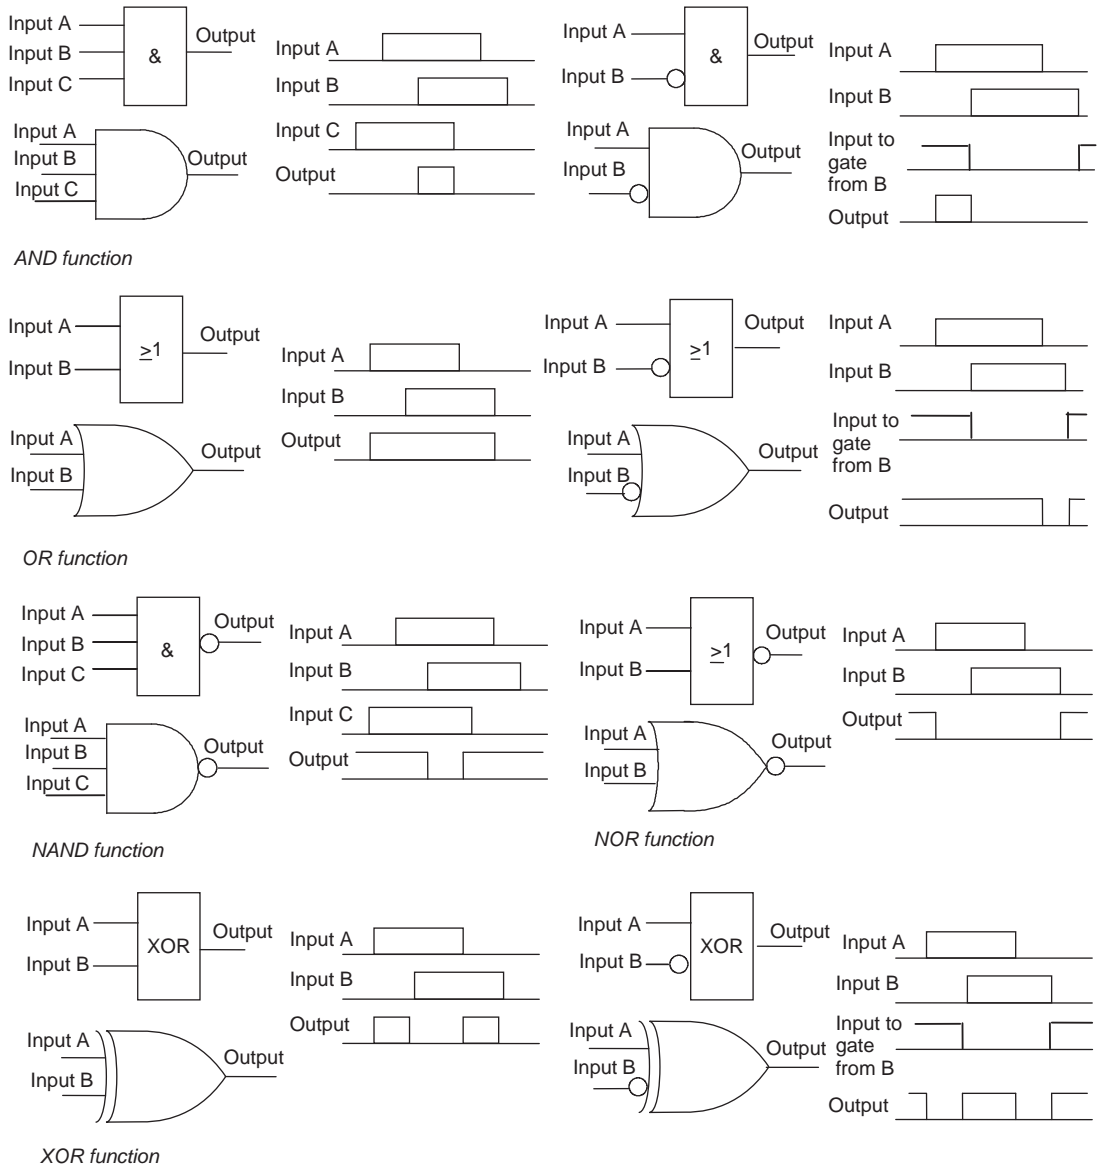 Input A
Input B
Input C
&
Output
Input A
Input B
Input C
Output
Input A
Input B
Input C
Output
AND function
Input A
Input B
&
Output
Input A
Input B
Output
Input A
Input B
Input to
gate
from B
Output
Input A
Input B
≥1
Output
Input A
Input B
Output
Input A
Input B
Output
OR function
Input A
Input B
≥1
Output
Input A
Input B
Output
Input A
Input B
Input to
gate
from B
Output
Input A
Input B
Input C
&
Output
Input A
Input B
Input C
Output
Input A
Input B
Input C
Output
NAND function
Input A
Input B
≥1
Output
Input A
Input B
Output
Input A
Input B
Output
NOR function
Input A
Input B
XOR
Output
Input A
Input B
Output
Input A
Input B
Output
XOR function
Input A
Input B
XOR
Output
Input A
Input B
Output
Input A
Input B
Input to
gate
from B
Output